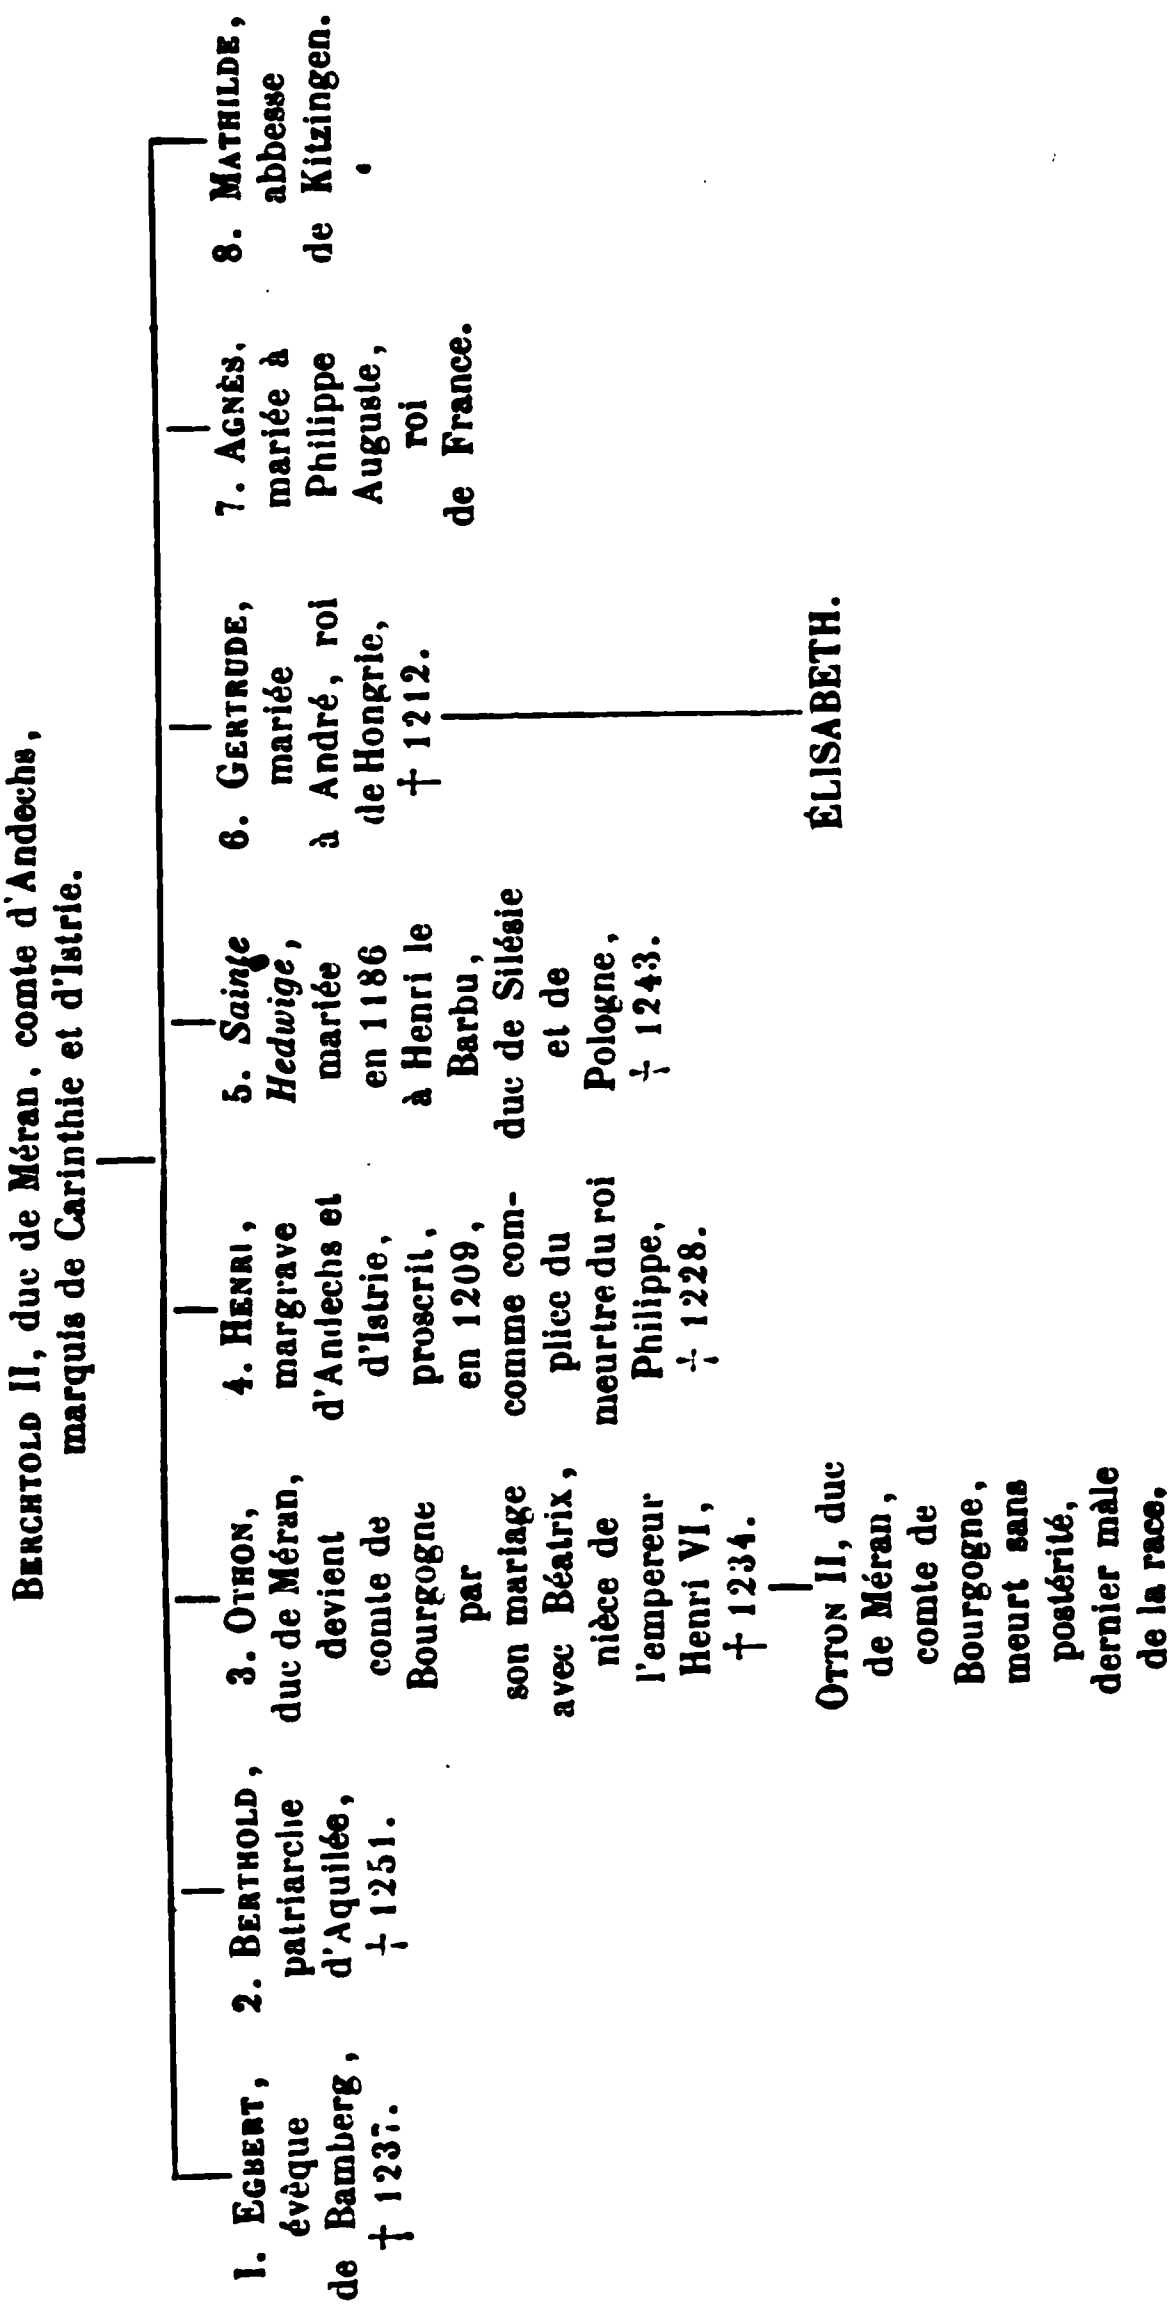 BERCHTOLD II, duc de Méran, comte d'Andechs,
marquis de Carinthie et d'Istrie.
1. EGBERT,
évèque
de Bamberg,
† 1237.
2. BERTHOLD,
patriarche
d'Aquilée,
† 1251.
3. OTHON,
duc de Méran,
devient
comte de
Bourgogne
par
son mariage
avec Béatrix,
nièce de
l'empereur
Henri VI,
† 1234.
OTTON II, duc
de Méran,
comte de
Bourgogne,
meurt sans
postérité,
dernier màle
de la race.
4. HENRI,
margrave
d'Andechs et
d'Istrie,
proscrit,
en 1209,
comme com-
plice du
meurtre du roi
Philippe,
† 1228.
5. Sainte
Hedwige,
mariée
en 1186
à Henri le
Barbu,
duc de Silésie
et de
Pologne,
† 1243.
6. GERTRUDE,
mariée
à André, roi
de Hongrie,
† 1212.
ÉLISABETH.
7. AGNÈS.
mariée à
Philippe
Auguste,
roi
de France.
8. MATHILDE,
abbesse
de Kitzingen.